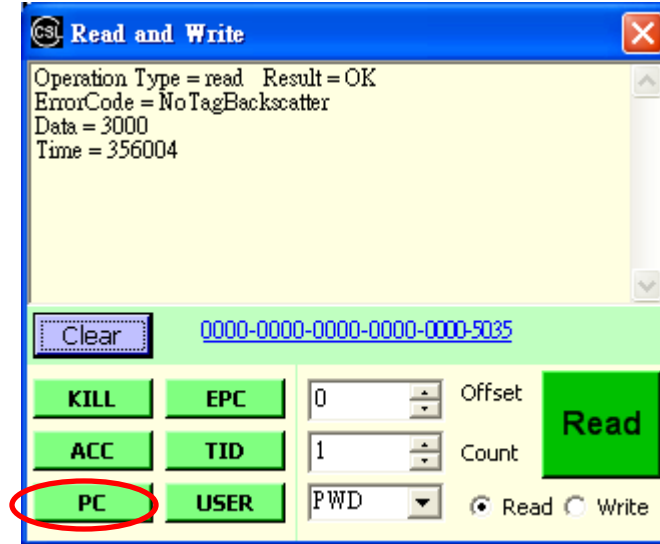 CSL Read and Write
Operation Type = read Result = OK
ErrorCode = NoTagBackscatter
Data = 3000
Time = 356004
Clear 0000-0000-0000-0000-0000-5035
KILL EPC 0 Offset
Read
ACC TID 1 Count
PC USER PWD Read Write